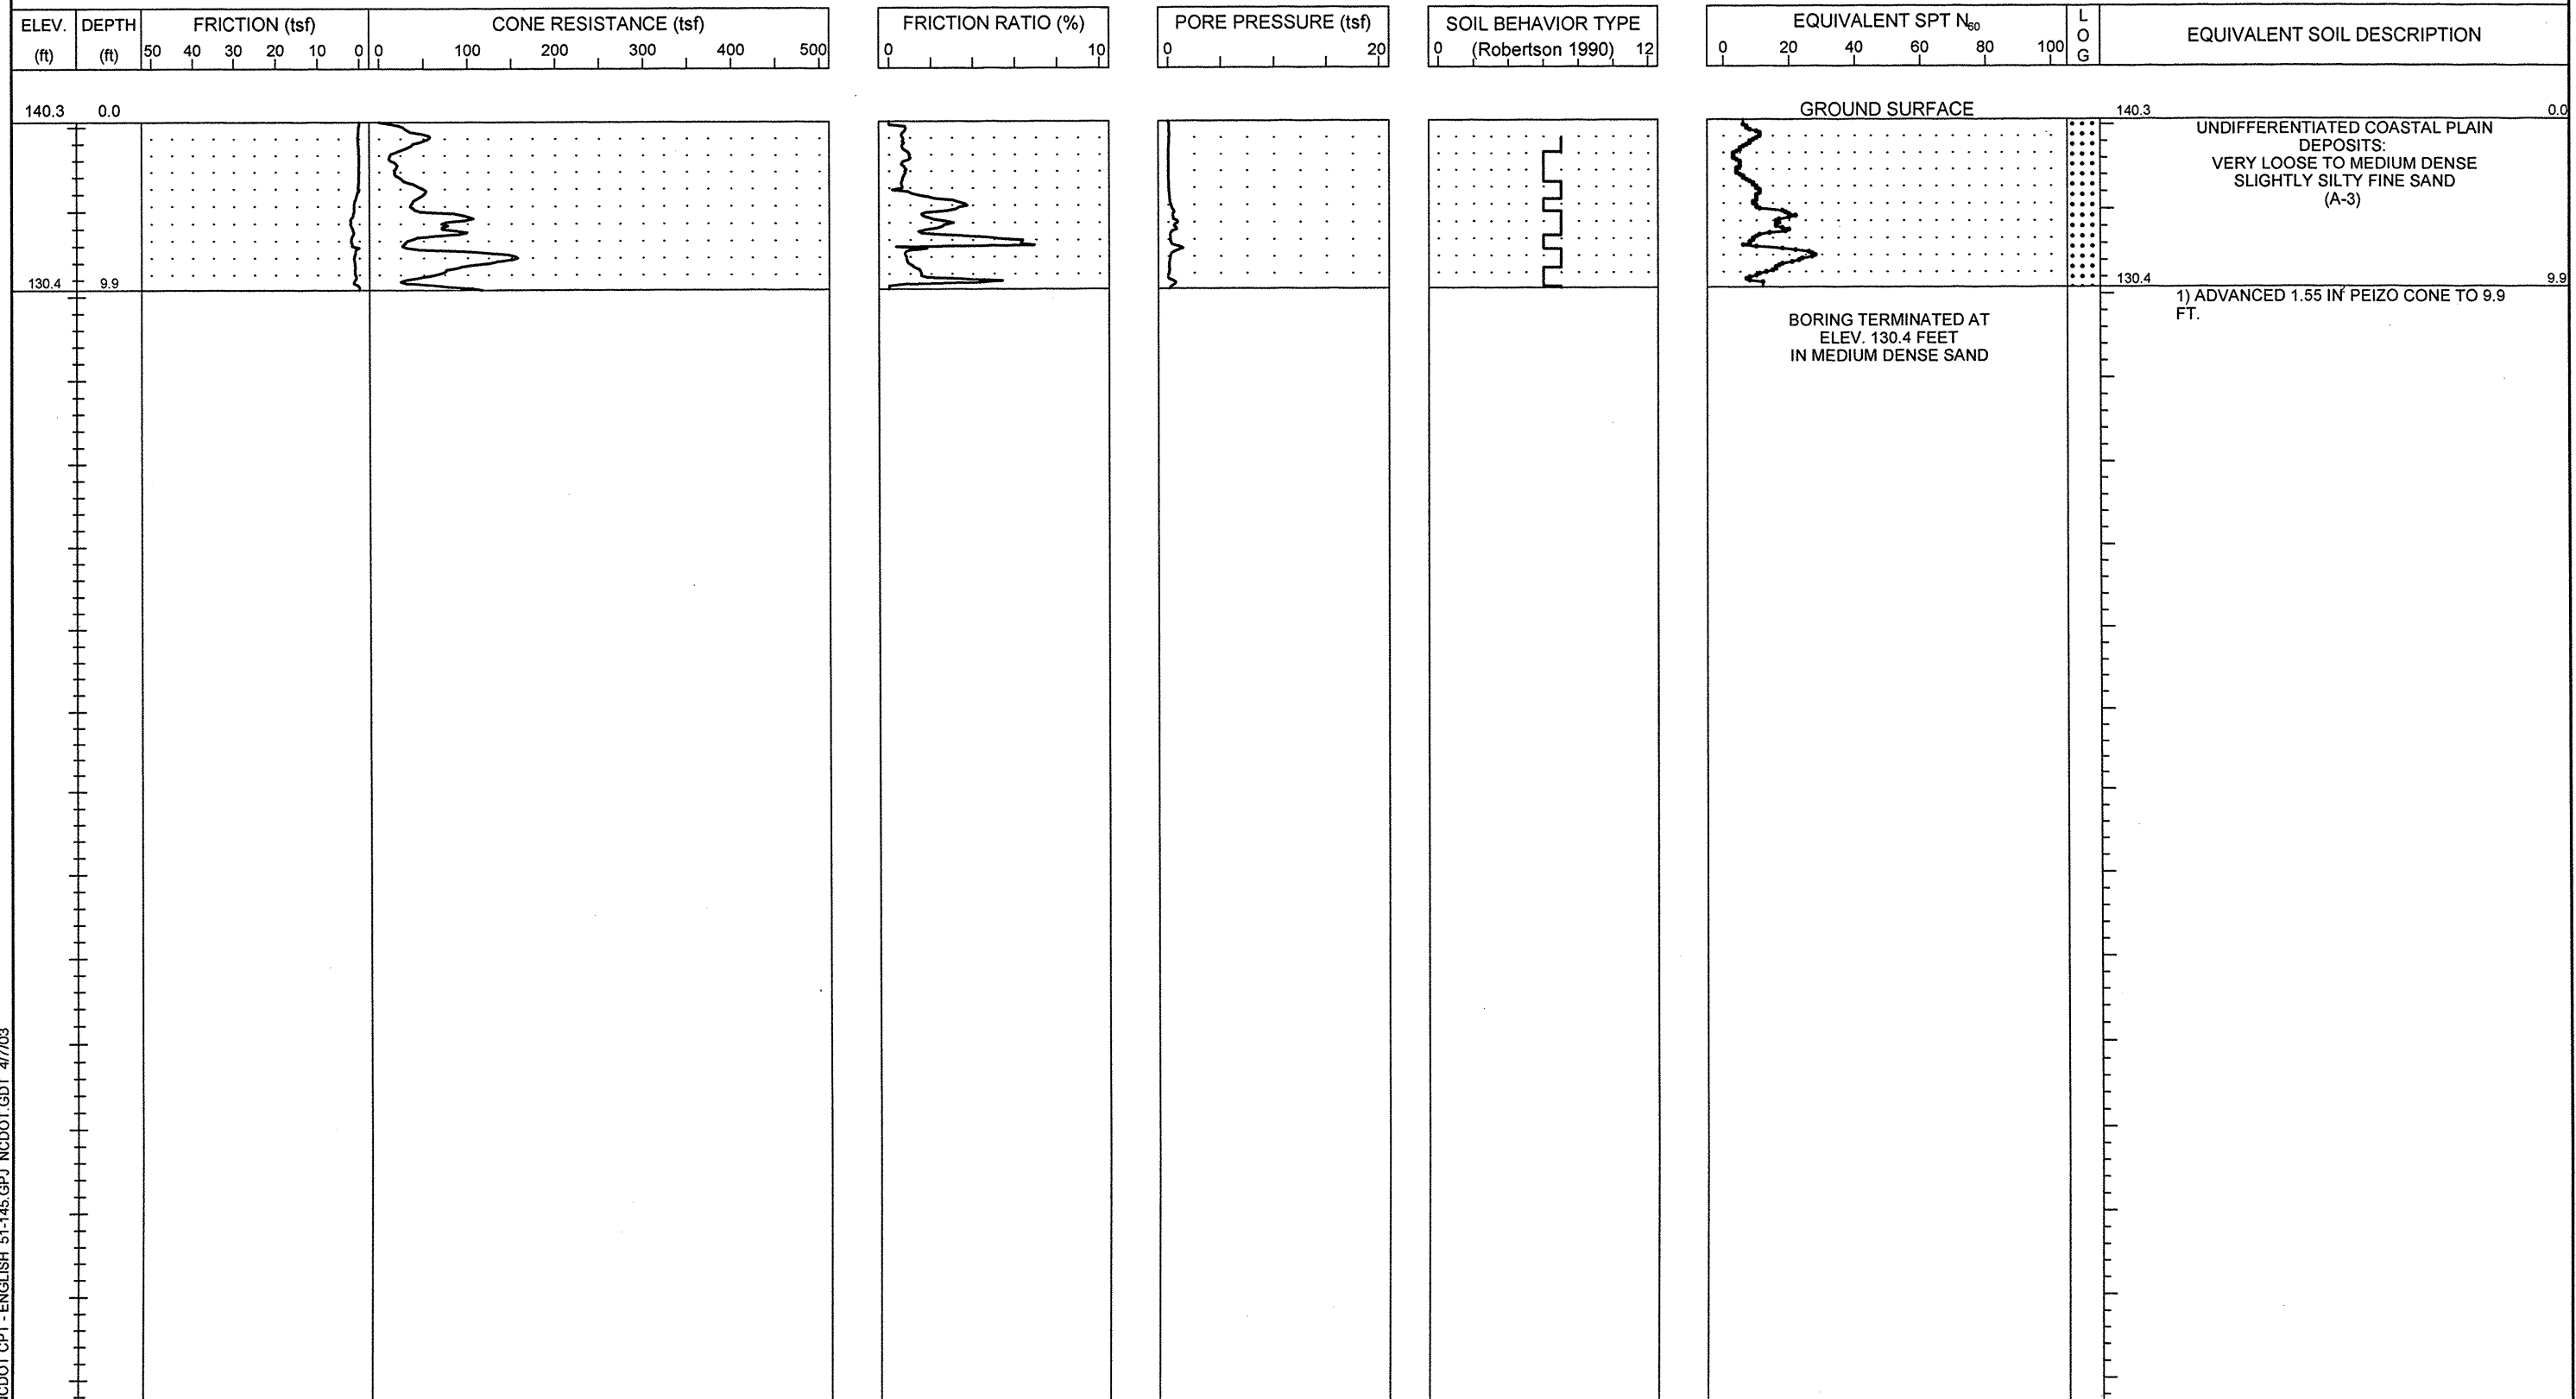 ELEV. DEPTH FRICTION (tsf) CONE RESISTANCE (tsf) FRICTION RATIO (%) PORE PRESSURE (tsf) SOIL BEHAVIOR TYPE EQUIVALENT SPT N60 L
O
G EQUIVALENT SOIL DESCRIPTION
(ft) (ft) 50 40 30 20 10 0 0 100 200 300 400 500 0 10 0 20 0 (Robertson 1990) 12 0 20 40 60 80 100
140.3 0.0 GROUND SURFACE 140.3 0.0
UNDIFFERENTIATED COASTAL PLAIN
DEPOSITS:
VERY LOOSE TO MEDIUM DENSE
SLIGHTLY SILTY FINE SAND
(A-3)
130.4 9.9 130.4 9.9
1) ADVANCED 1.55 IN PEIZO CONE TO 9.9
FT.
BORING TERMINATED AT
ELEV. 130.4 FEET
IN MEDIUM DENSE SAND
CPT - ENGLISH 51-145.GPJ NCDOT.GDT 4/7/03